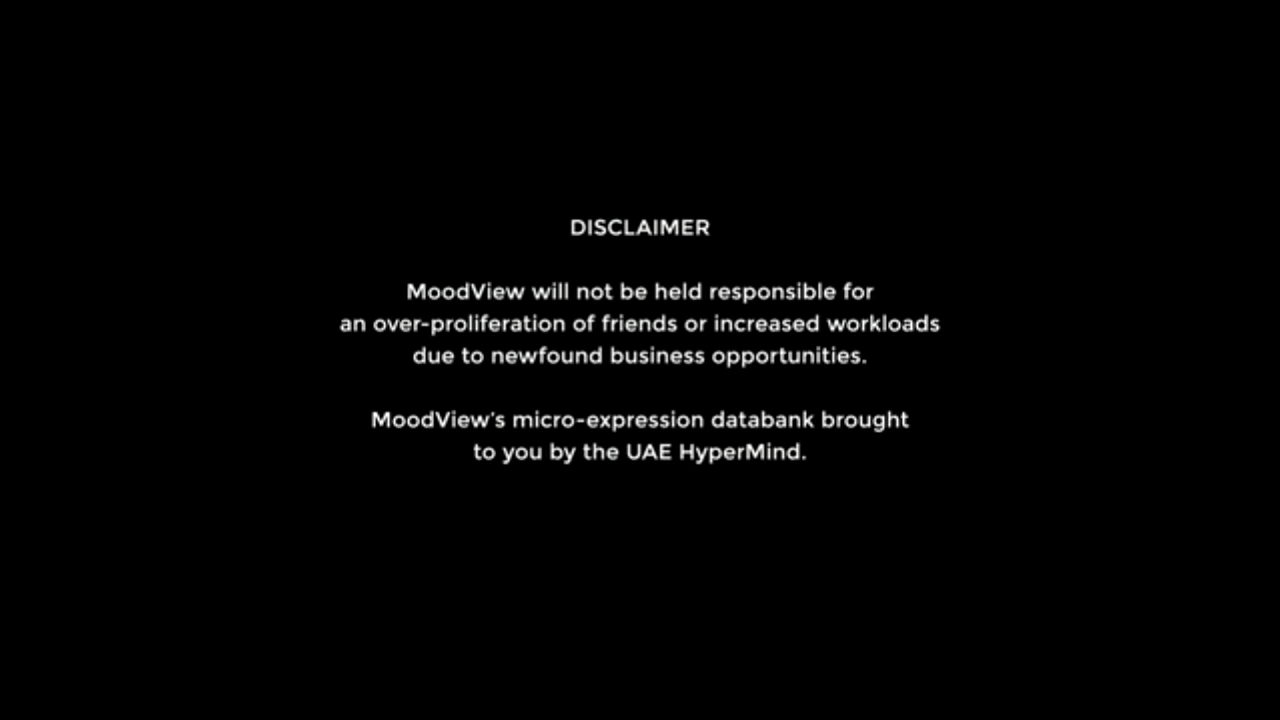 DISCLAIMER
MoodView will not be held responsible for
an over-proliferation of friends or increased workloads
due to newfound business opportunities.
MoodView's micro-expression databank brought
to you by the UAE HyperMind.